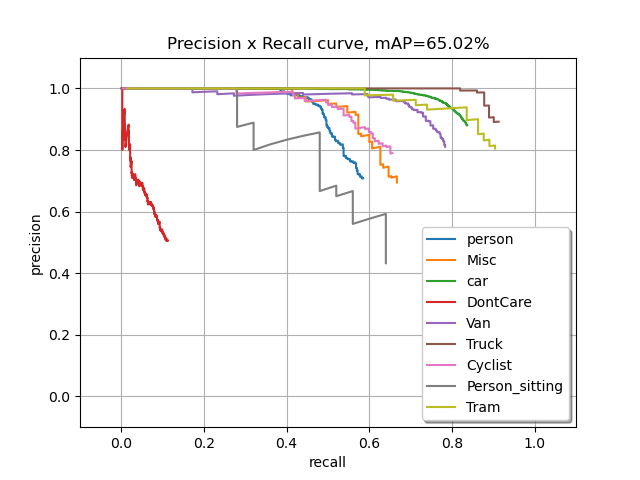 Precision x Recall curve, mAP=65.02%
precision
1.0
0.8
0.6
0.4
0.2
0.0
person
Misc
car
DontCare
Van
Truck
Cyclist
Person_sitting
Tram
0.0 0.2 0.4 0.6 0.8 1.0
recall